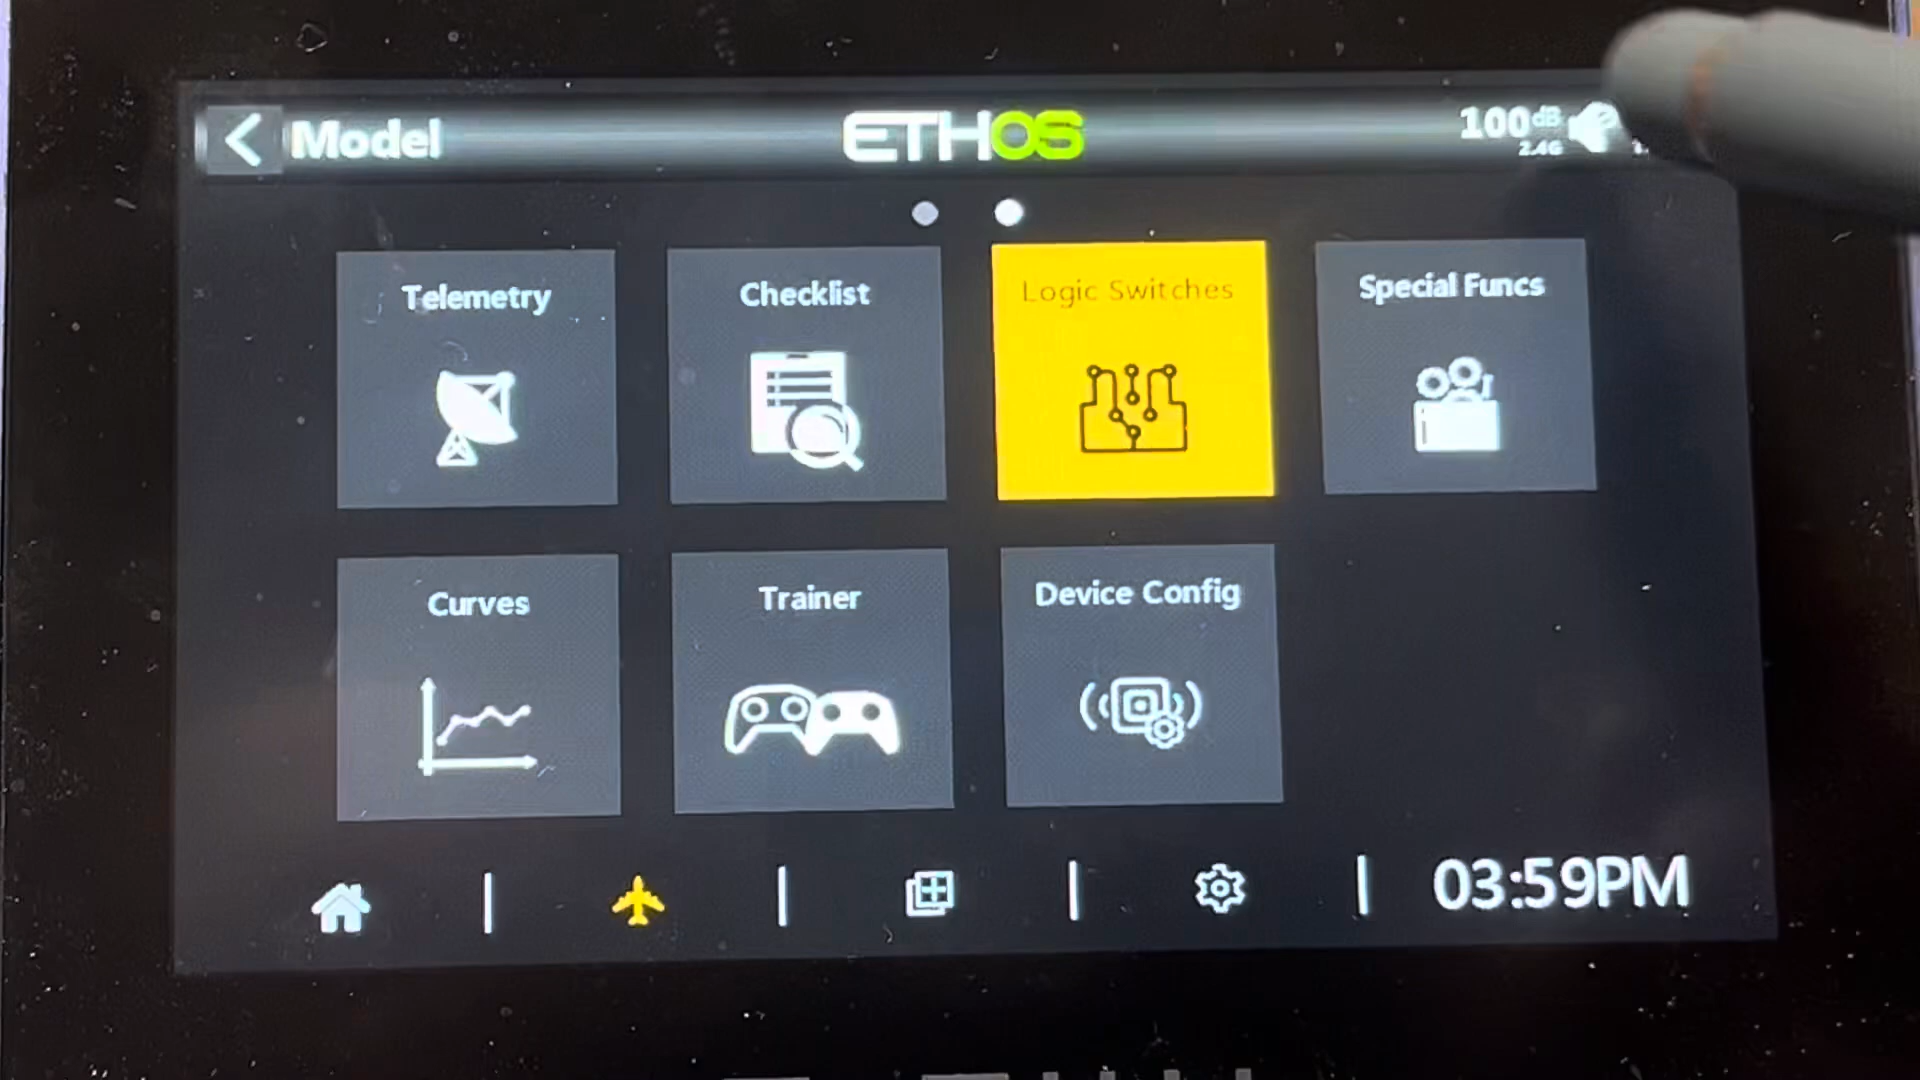 Model
ETHOS
100dB
2.4G
Telemetry
Checklist
Logic Switches
Special Funcs
Curves
Trainer
Device Config
03:59PM